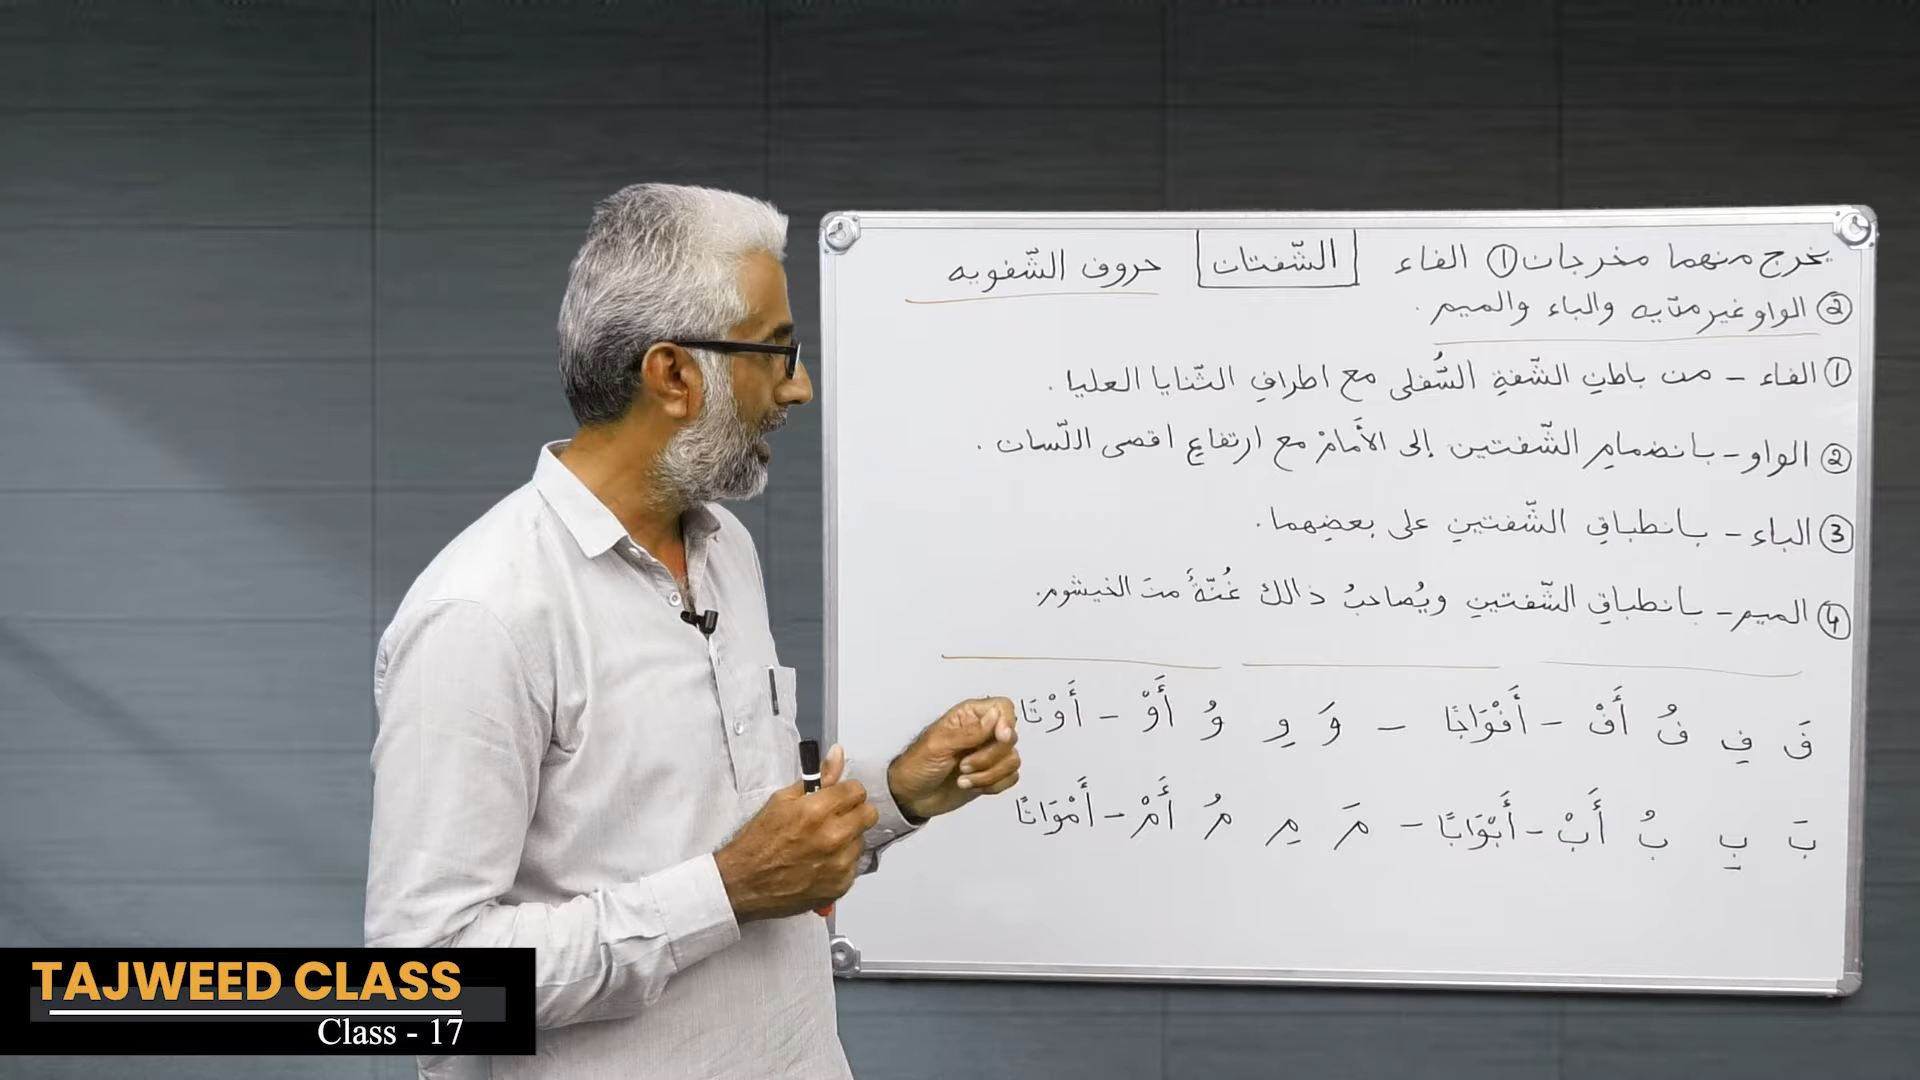 يخرج منهما مخرجان ① الفاء الشّفتان حروف الشّفويه
② الواو غير مدّيه والباء والميم.
① الفاء - من باطنِ الشّفةِ السُّفلى مع اطرافِ الثّنايا العليا.
② الواو - بانضمامِ الشّفتين إلى الأَمامْ مع ارتفاعِ اقصى اللّسان.
③ الباء - بانطباقِ الشّفتينِ على بعضِهما.
④ الميم - بانطباقِ الشّفتينِ ويُصاحبُ ذالك غُنّةٌ منَ الخيشوم.
فَ فِ فُ أَفْ - أَفْوَاجًا - وَ وِ وُ أَوْ -
بَ بِ بُ أَبْ - أَبْوَابًا - مَ مِ مُ أَمْ - أَمْوَاتًا
TAJWEED CLASS
Class - 17